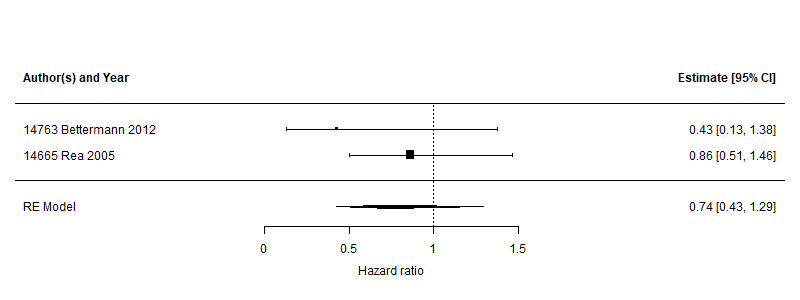 Author(s) and Year Estimate [95% CI]
14763 Bettermann 2012 0.43 [0.13, 1.38]
14665 Rea 2005 0.86 [0.51, 1.46]
RE Model 0.74 [0.43, 1.29]
0 0.5 1 1.5
Hazard ratio